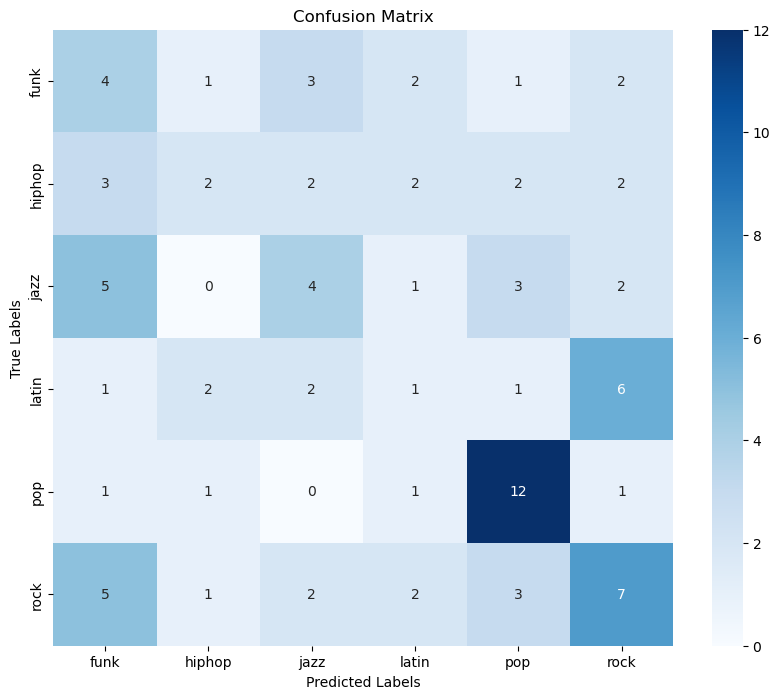 Confusion Matrix
True Labels
funk 4 1 3 2 1 2
hiphop 3 2 2 2 2 2
jazz 5 0 4 1 3 2
latin 1 2 2 1 1 6
pop 1 1 0 1 12 1
rock 5 1 2 2 3 7
funk hiphop jazz latin pop rock
Predicted Labels
12
10
8
6
4
2
0